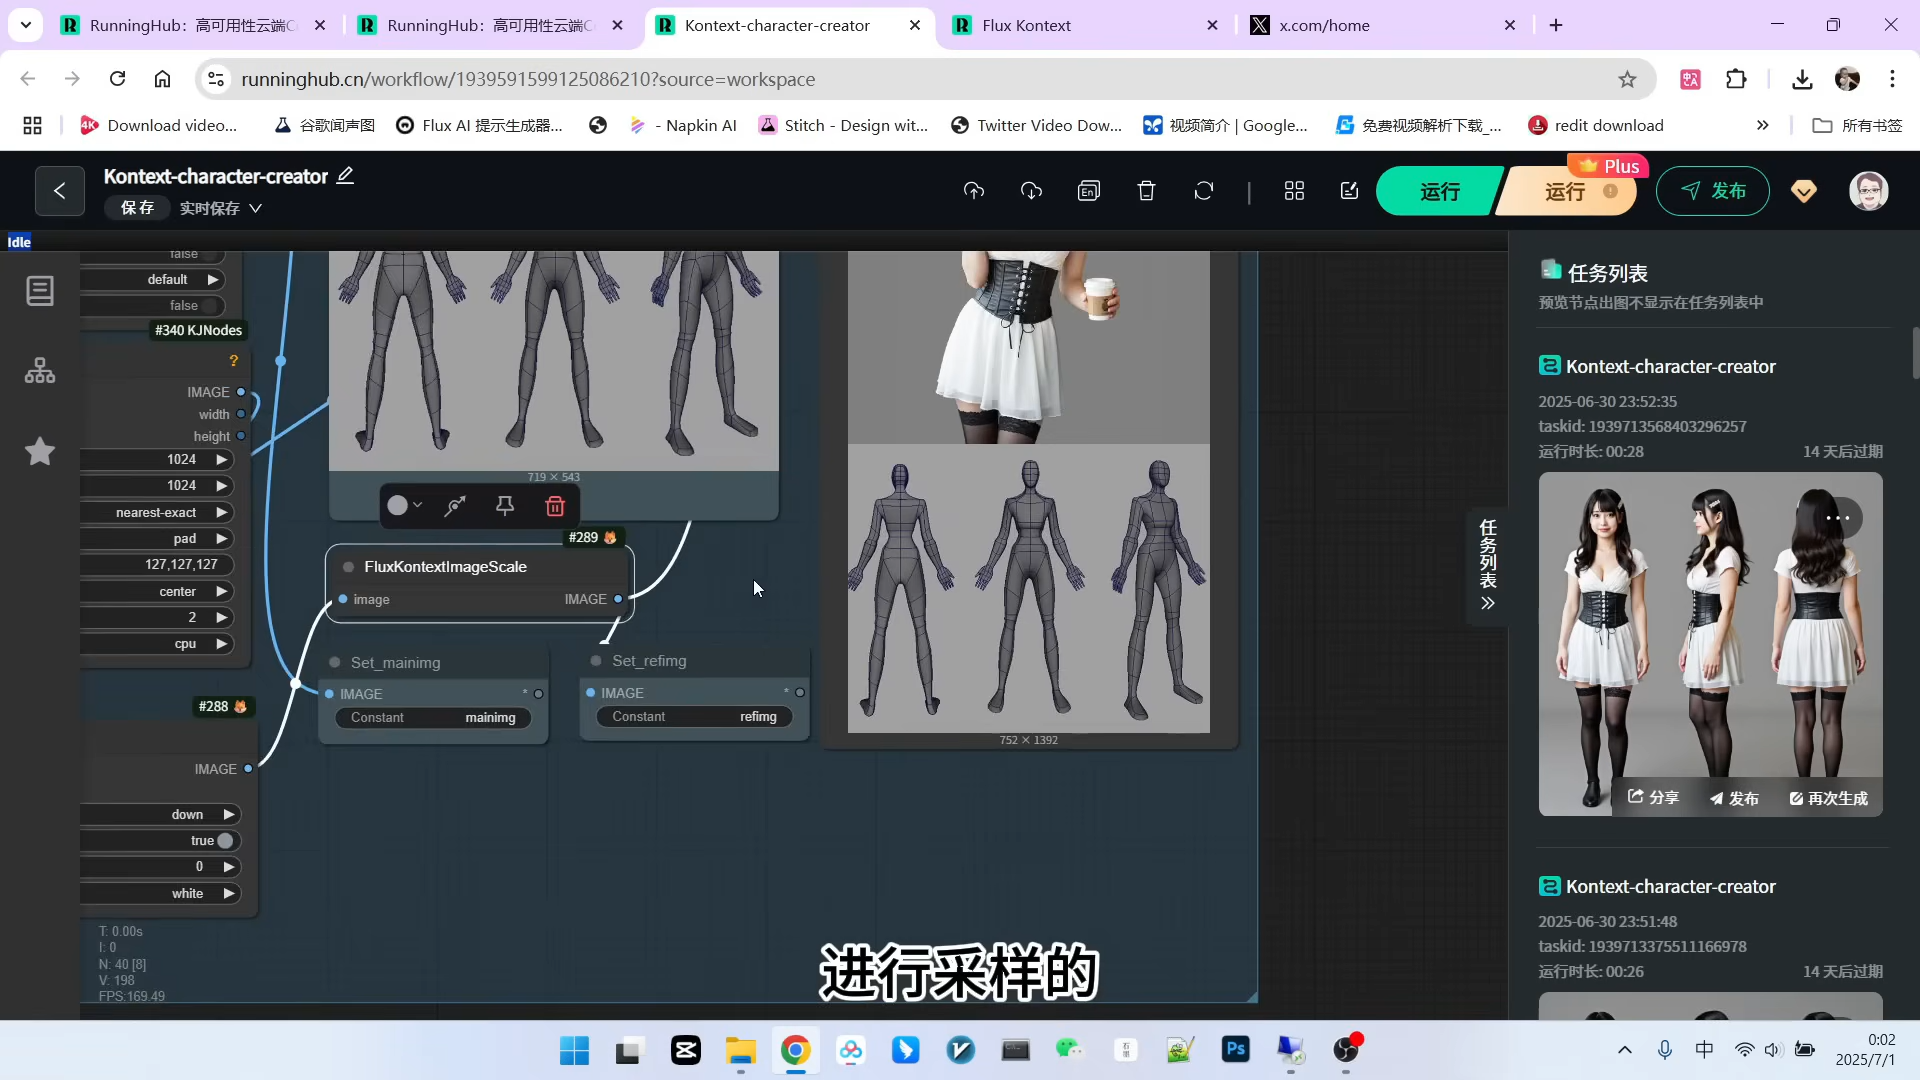 RunningHub：高可用性云端C
RunningHub：高可用性云端C
Kontext-character-creator
Flux Kontext
x.com/home
runninghub.cn/workflow/1939591599125086210?source=workspace
Download video...
谷歌闻声图
Flux AI 提示生成器...
- Napkin AI
Stitch - Design wit...
Twitter Video Dow...
视频简介 | Google...
免费视频解析下载_...
redit download
所有书签
Kontext-character-creator
保存
实时保存
En
运行
运行
Plus
发布
Idle
false
default
false
#340 KJNodes
?
IMAGE
width
height
1024
1024
nearest-exact
pad
127,127,127
center
2
cpu
#288
IMAGE
down
true
0
white
719 × 543
#289
FluxKontextImageScale
image
IMAGE
Set_mainimg
IMAGE
*
Constant
mainimg
Set_refimg
IMAGE
*
Constant
refimg
752 × 1392
T: 0.00s
I: 0
N: 40 [8]
V: 198
FPS:169.49
进行采样的
任务列表
任务列表
预览节点出图不显示在任务列表中
Kontext-character-creator
2025-06-30 23:52:35
taskid: 1939713568403296257
运行时长: 00:28
14 天后过期
分享
发布
再次生成
Kontext-character-creator
2025-06-30 23:51:48
taskid: 1939713375511166978
运行时长: 00:26
14 天后过期
Ps
中
0:02
2025/7/1